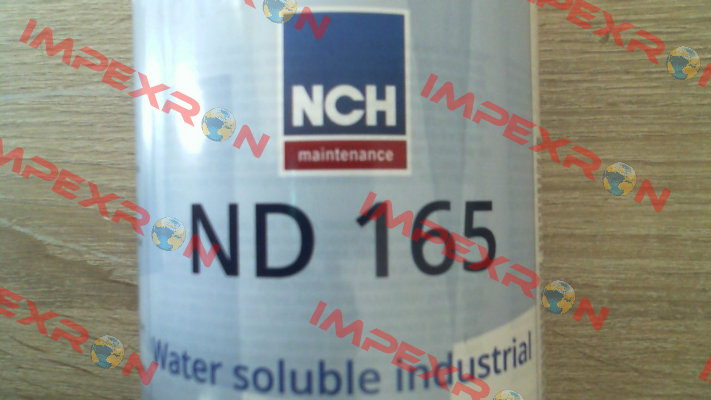 NCH
maintenance
ND 165
Water soluble industrial
IMPEXRON
IMPEXRON
IMPEXRON
IMPEXRON
IMPEXRON
IMPEXRON